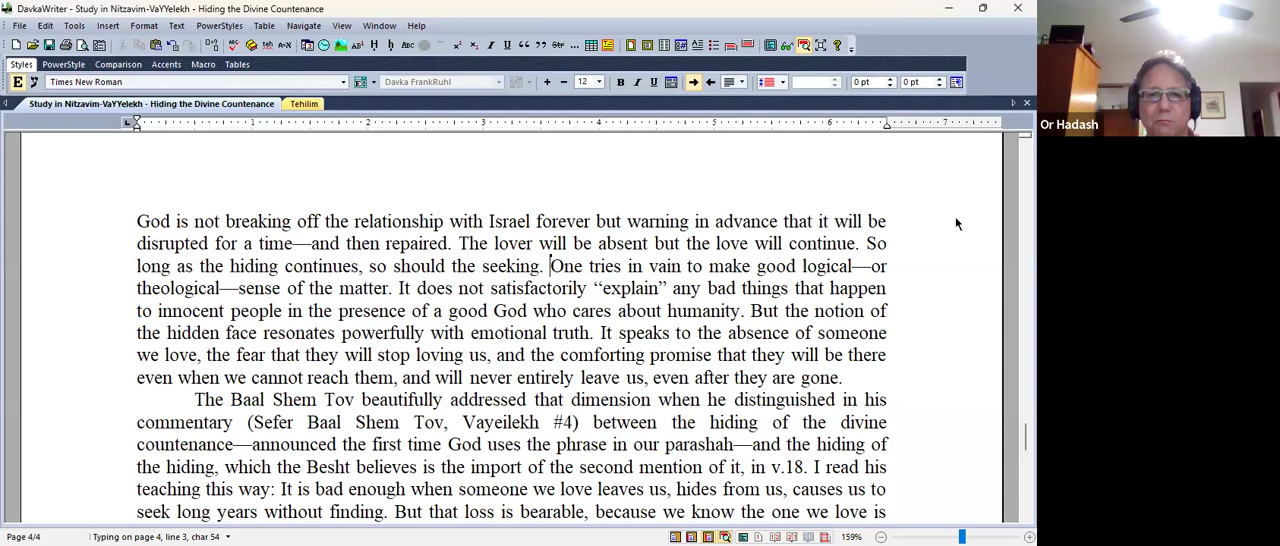 DavkaWriter - Study in Nitzavim-VaYYelekh - Hiding the Divine Countenance
File Edit Tools Insert Format Text PowerStyles Table Navigate View Window Help
Styles PowerStyle Comparison Accents Macro Tables
Times New Roman Davka FrankRuhl 12 B I U 0 pt 0 pt
Study in Nitzavim-VaYYelekh - Hiding the Divine Countenance Tehilim
1 2 3 4 5 6 7
God is not breaking off the relationship with Israel forever but warning in advance that it will be
disrupted for a time—and then repaired. The lover will be absent but the love will continue. So
long as the hiding continues, so should the seeking. One tries in vain to make good logical—or
theological—sense of the matter. It does not satisfactorily “explain” any bad things that happen
to innocent people in the presence of a good God who cares about humanity. But the notion of
the hidden face resonates powerfully with emotional truth. It speaks to the absence of someone
we love, the fear that they will stop loving us, and the comforting promise that they will be there
even when we cannot reach them, and will never entirely leave us, even after they are gone.
The Baal Shem Tov beautifully addressed that dimension when he distinguished in his
commentary (Sefer Baal Shem Tov, Vayeilekh #4) between the hiding of the divine
countenance—announced the first time God uses the phrase in our parashah—and the hiding of
the hiding, which the Besht believes is the import of the second mention of it, in v.18. I read his
teaching this way: It is bad enough when someone we love leaves us, hides from us, causes us to
seek long years without finding. But that loss is bearable, because we know the one we love is
Page 4/4 Typing on page 4, line 3, char 54 159%
Or Hadash